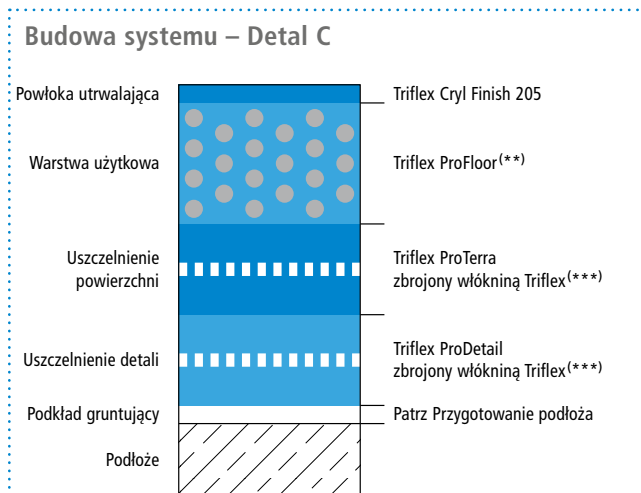 Budowa systemu – Detal C
Powłoka utrwalająca
Triflex Cryl Finish 205
Warstwa użytkowa
Triflex ProFloor(**)
Uszczelnienie
powierzchni
Triflex ProTerra
zbrojony włókniną Triflex(***)
Uszczelnienie detali
Triflex ProDetail
zbrojony włókniną Triflex(***)
Podkład gruntujący
Patrz Przygotowanie podłoża
Podłoże